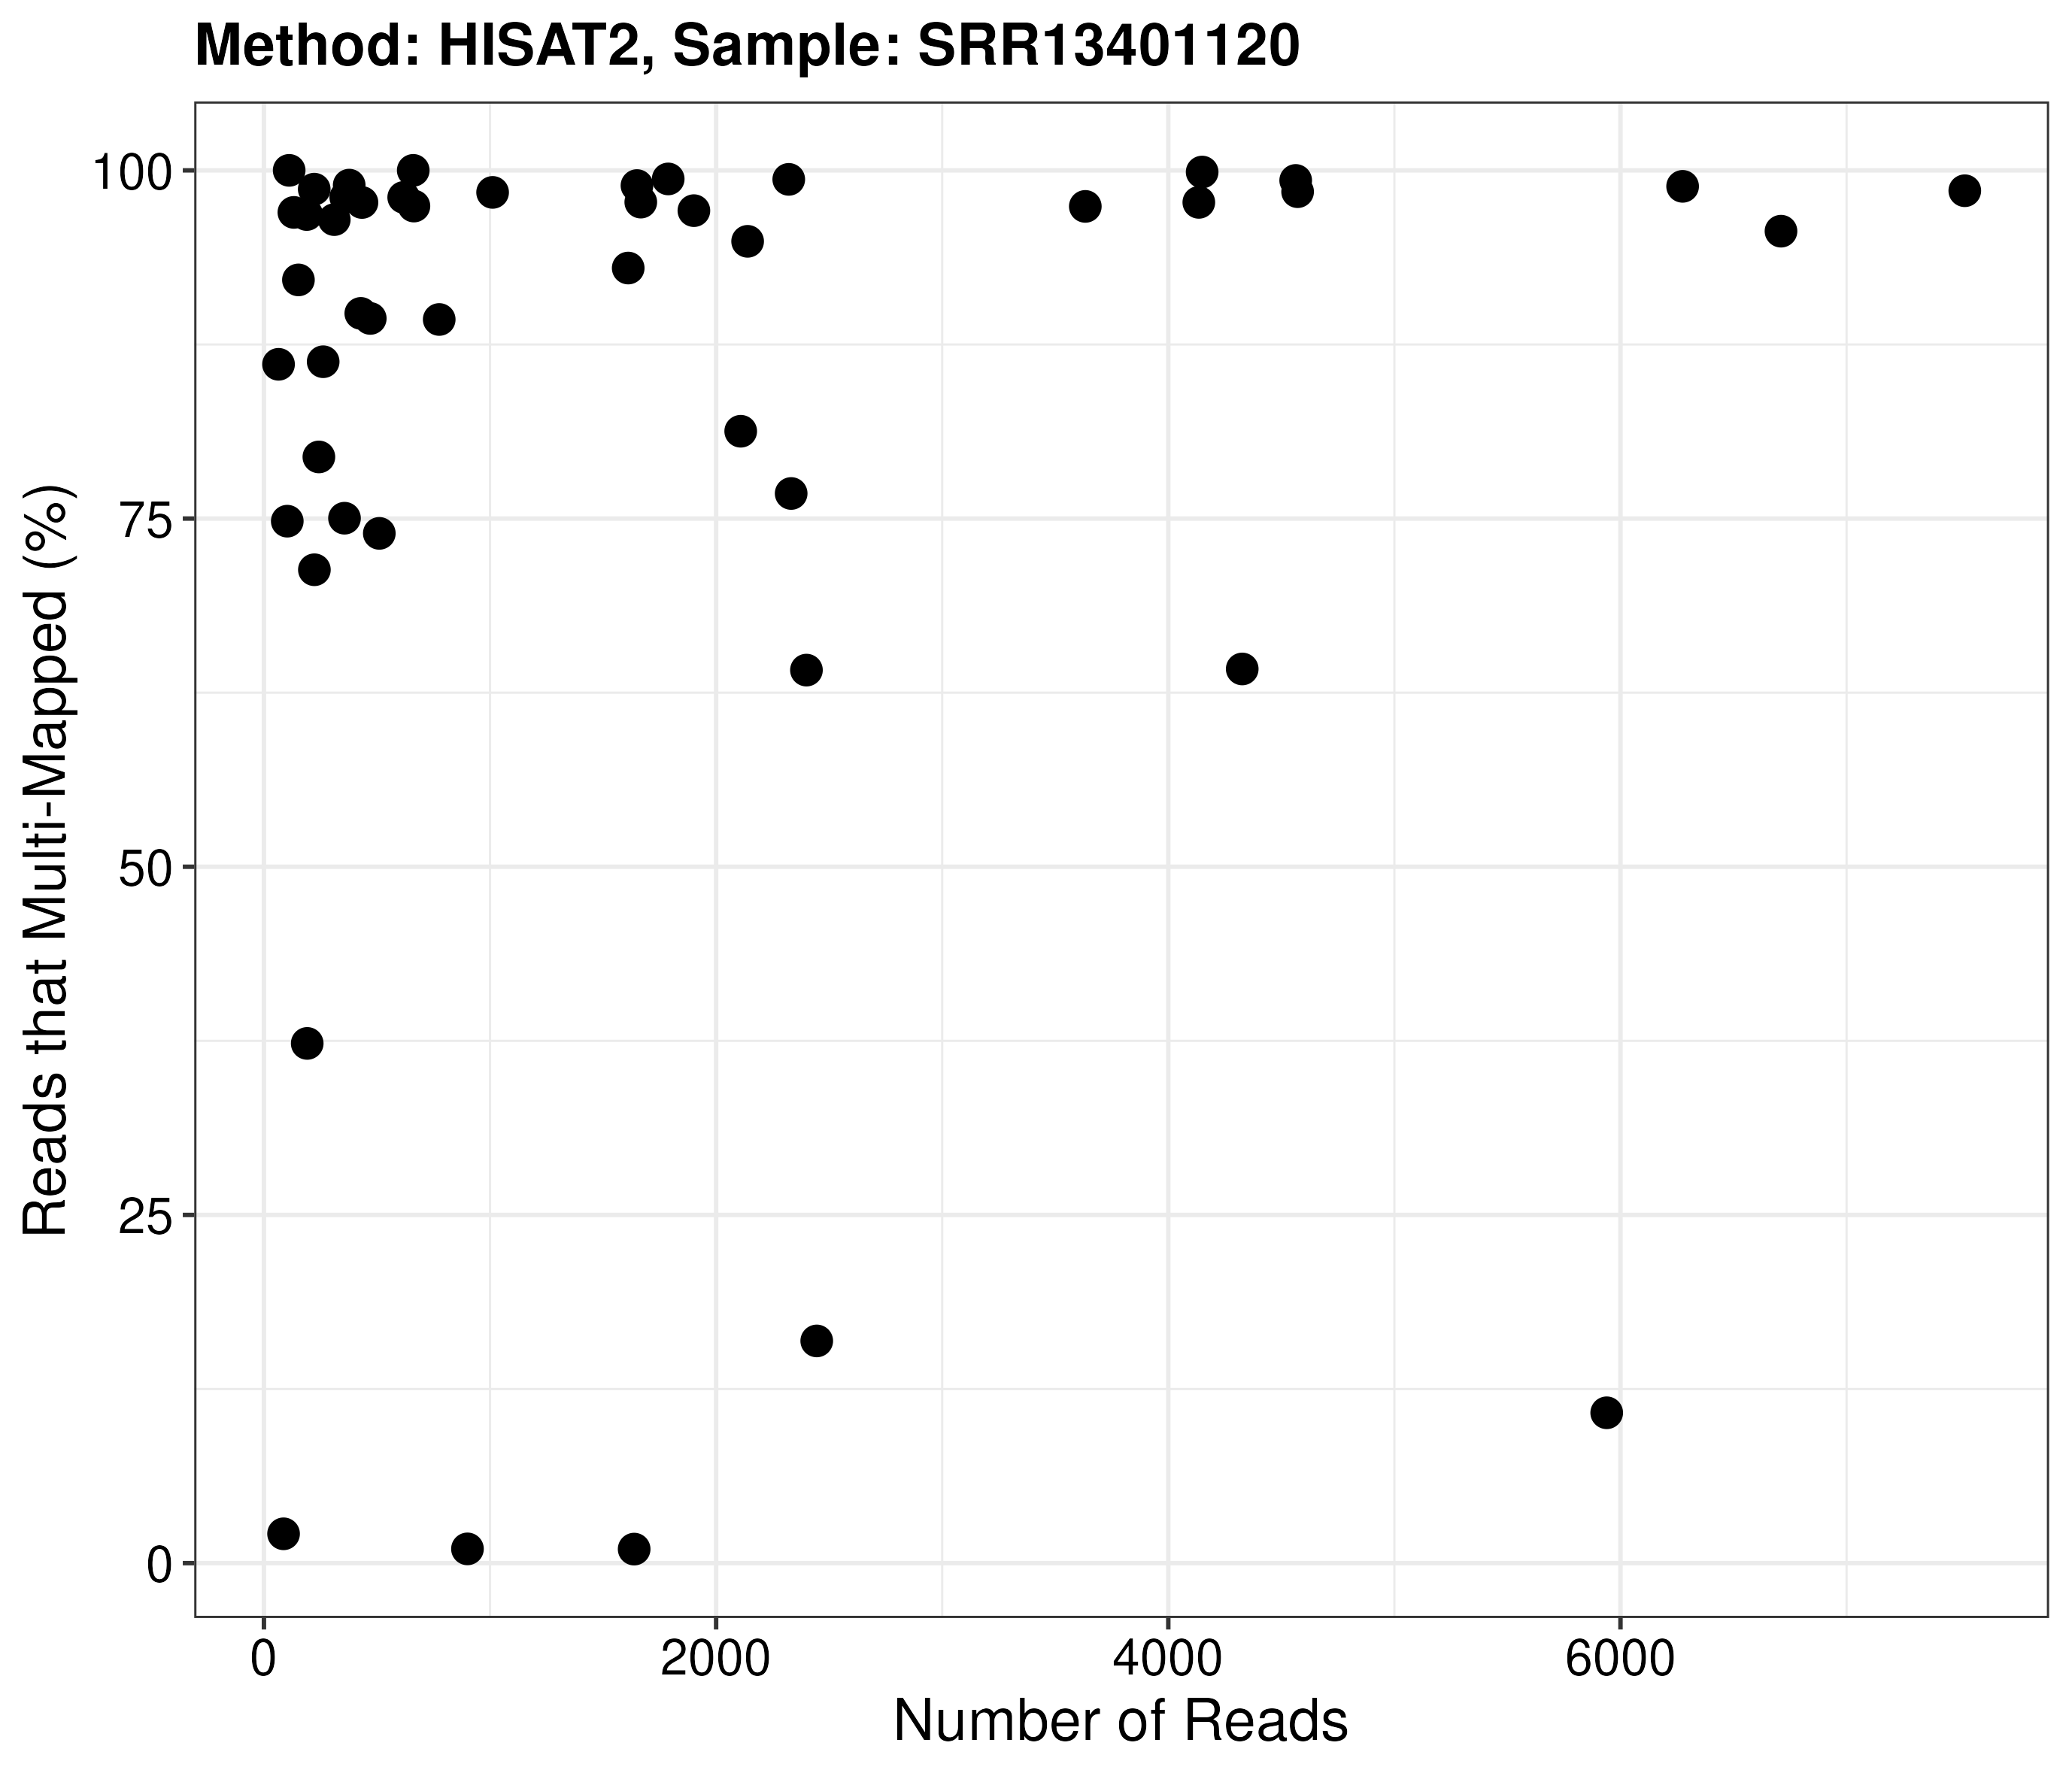 Method: HISAT2, Sample: SRR13401120
Reads that Multi-Mapped (%)
100
75
50
25
0
0 2000 4000 6000
Number of Reads